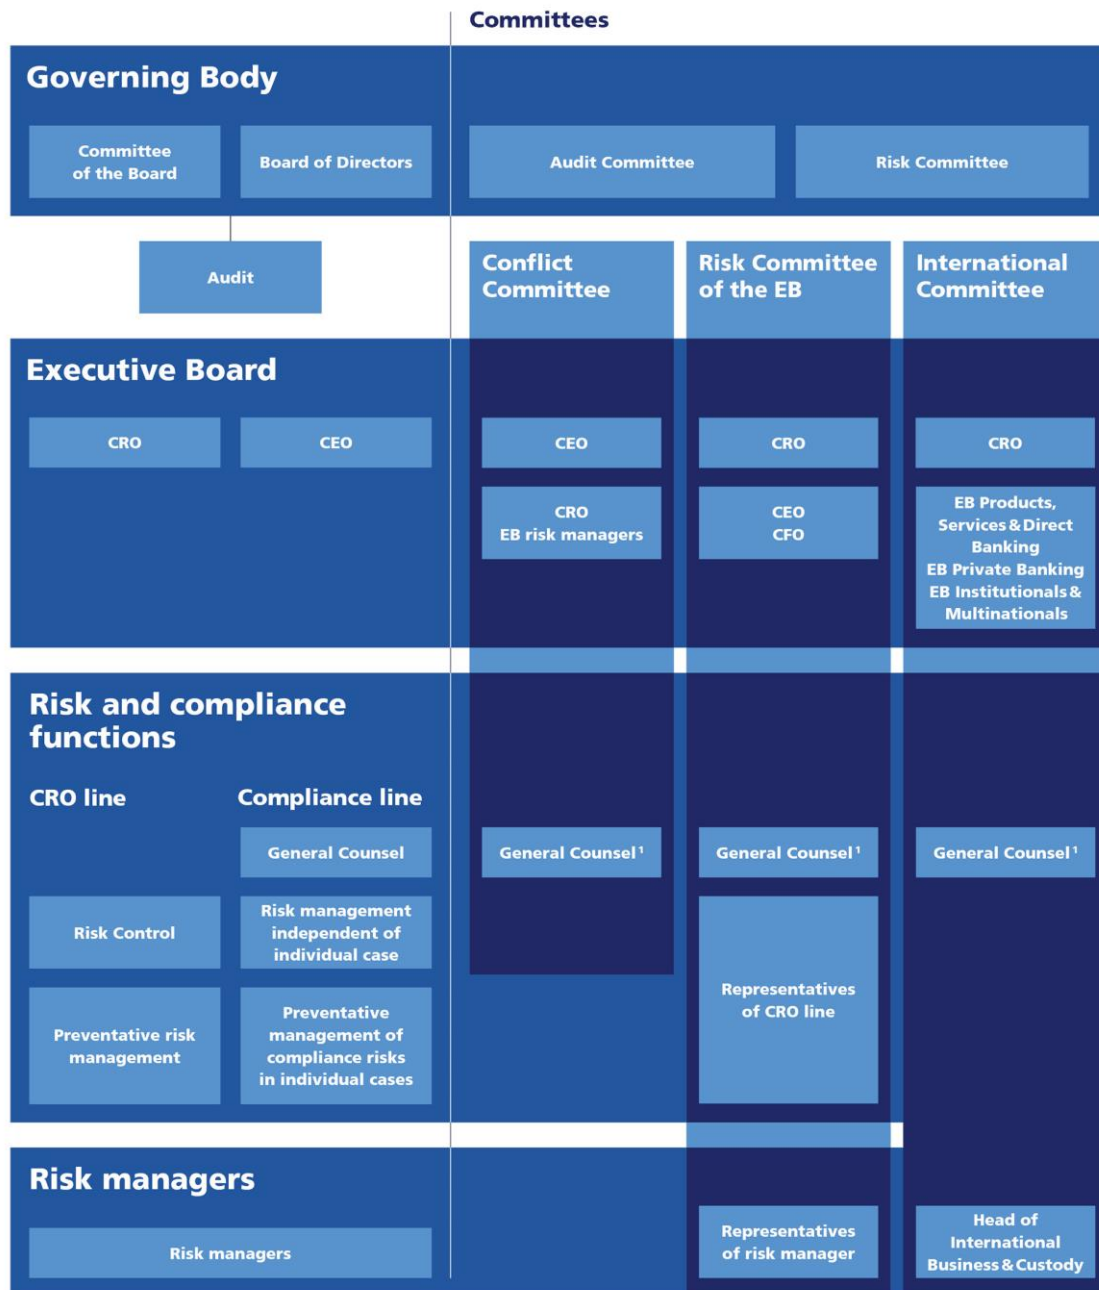 Committees
Governing Body
Committee
of the Board
Board of Directors
Audit Committee
Risk Committee
Audit
Conflict
Committee
Risk Committee
of the EB
International
Committee
Executive Board
CRO
CEO
CEO
CRO
CRO
CRO
EB risk managers
CEO
CFO
EB Products,
Services & Direct
Banking
EB Private Banking
EB Institutionals &
Multinationals
Risk and compliance
functions
CRO line
Compliance line
General Counsel
General Counsel¹
General Counsel¹
General Counsel¹
Risk Control
Risk management
independent of
individual case
Representatives
of CRO line
Preventative risk
management
Preventative
management of
compliance risks
in individual cases
Risk managers
Risk managers
Representatives
of risk manager
Head of
International
Business & Custody